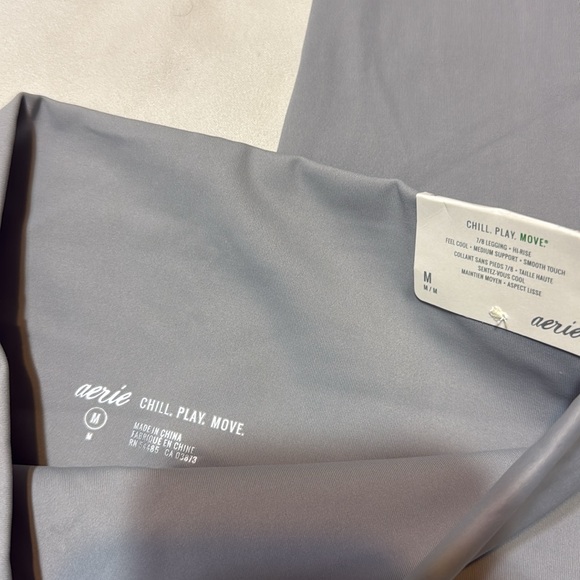 CHILL. PLAY. MOVE.®
7/8 LEGGING • HI-RISE
FEEL COOL • MEDIUM SUPPORT • SMOOTH TOUCH
COLLANT SANS PIEDS 7/8 • TAILLE HAUTE
SENTEZ-VOUS COOL
MAINTIEN MOYEN • ASPECT LISSE
M
M / M
aerie
aerie CHILL. PLAY. MOVE.
M
M
MADE IN CHINA
FABRIQUÉ EN CHINE
RN CA